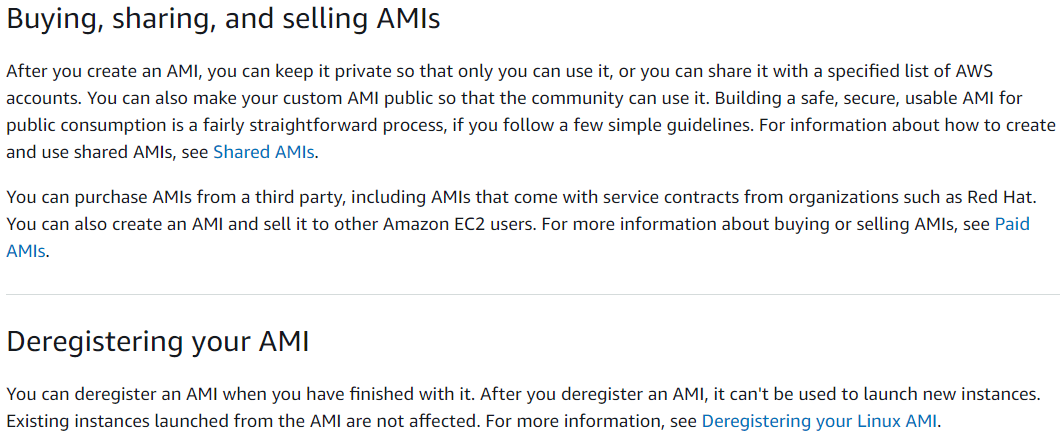 Buying, sharing, and selling AMIs
After you create an AMI, you can keep it private so that only you can use it, or you can share it with a specified list of AWS
accounts. You can also make your custom AMI public so that the community can use it. Building a safe, secure, usable AMI for
public consumption is a fairly straightforward process, if you follow a few simple guidelines. For information about how to create
and use shared AMIs, see Shared AMIs.
You can purchase AMIs from a third party, including AMIs that come with service contracts from organizations such as Red Hat.
You can also create an AMI and sell it to other Amazon EC2 users. For more information about buying or selling AMIs, see Paid
AMIs.
Deregistering your AMI
You can deregister an AMI when you have finished with it. After you deregister an AMI, it can't be used to launch new instances.
Existing instances launched from the AMI are not affected. For more information, see Deregistering your Linux AMI.